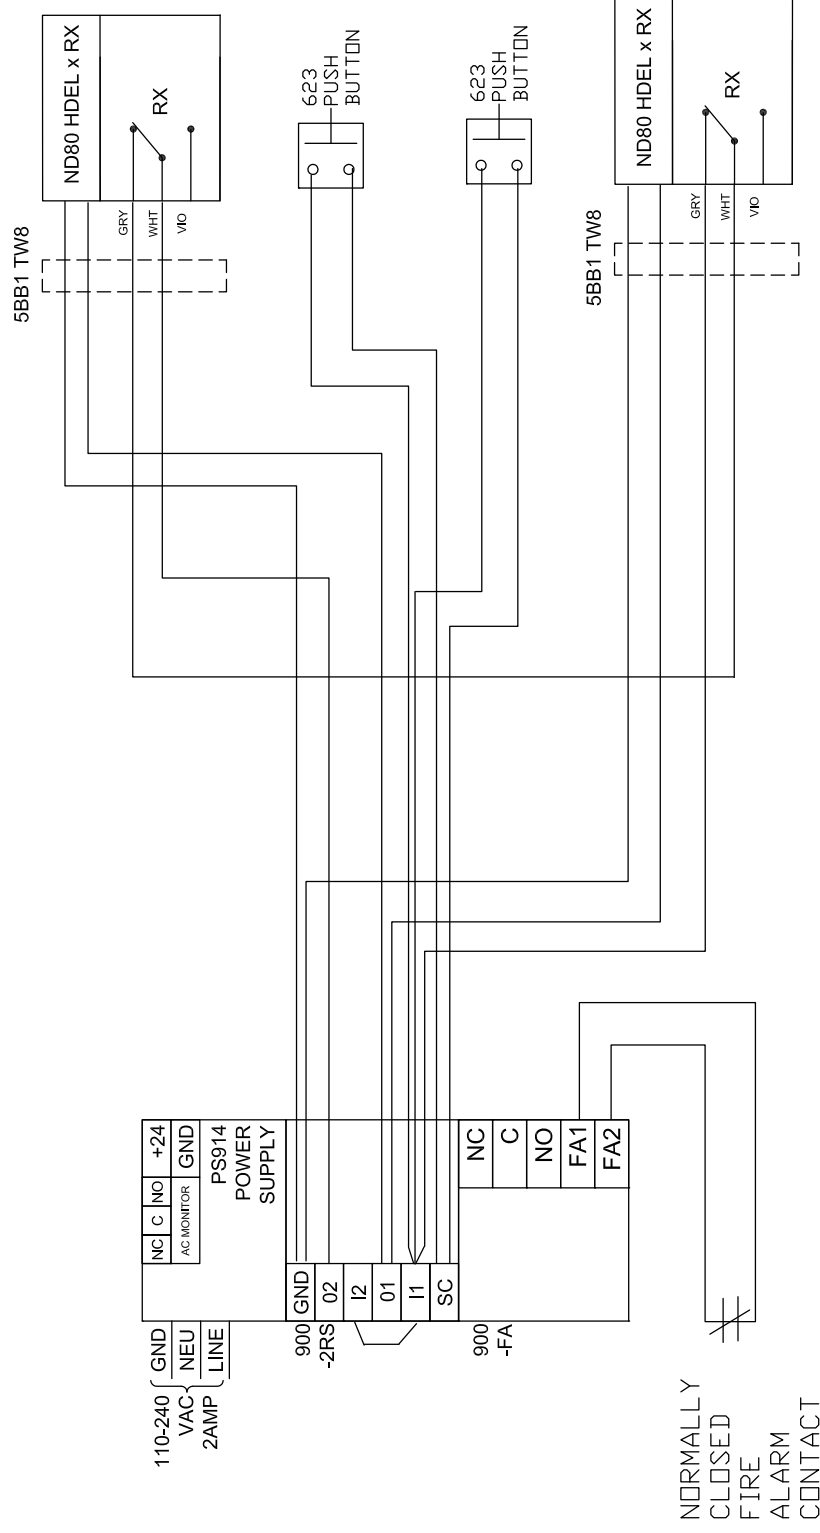 ND80 HDEL x RX
RX
GRY
WHT
VIO
5BB1 TW8
623
PUSH
BUTTON
623
PUSH
BUTTON
ND80 HDEL x RX
RX
GRY
WHT
VIO
5BB1 TW8
NC C NO
+24
AC MONITOR
GND
PS914
POWER
SUPPLY
GND
NEU
LINE
110-240
VAC
2AMP
GND
02
I2
01
I1
SC
900
-2RS
NC
C
NO
FA1
FA2
900
-FA
NORMALLY
CLOSED
FIRE
ALARM
CONTACT